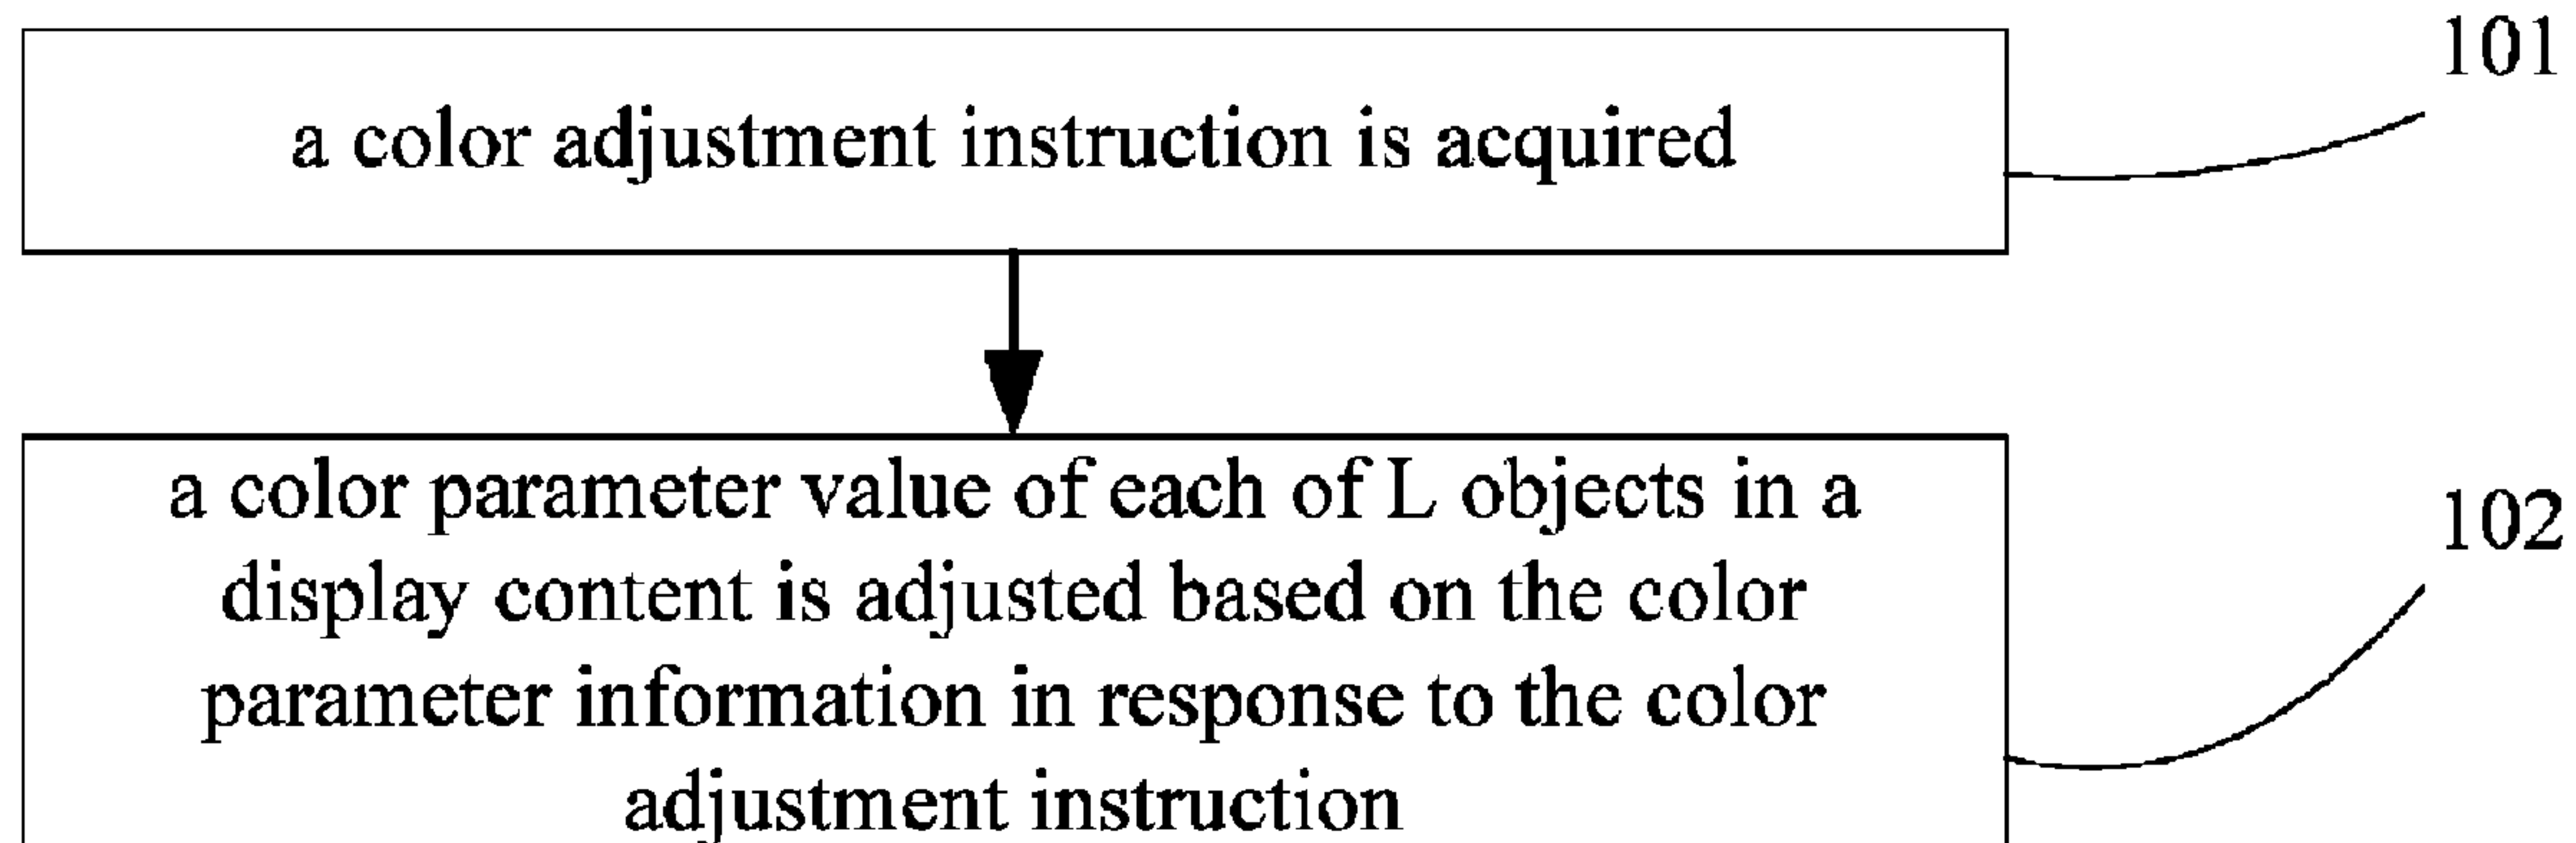 101
a color adjustment instruction is acquired
102
a color parameter value of each of L objects in a
display content is adjusted based on the color
parameter information in response to the color
adjustment instruction